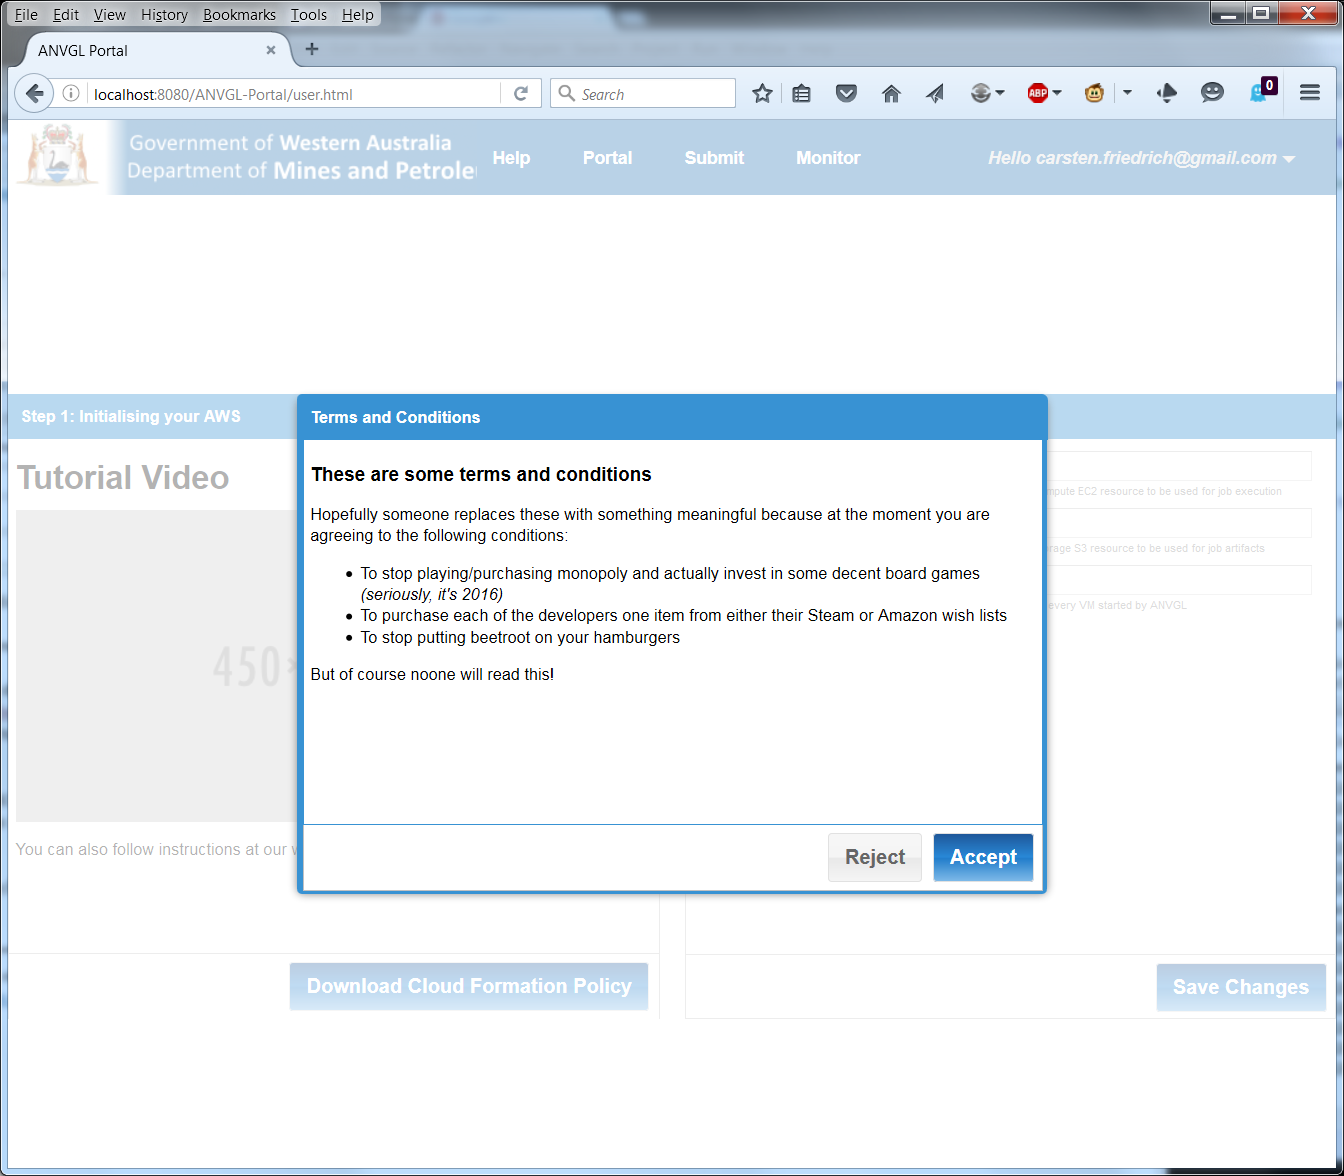 File Edit View History Bookmarks Tools Help
ANVGL Portal
localhost:8080/ANVGL-Portal/user.html
Search
ABP
0
Government of Western Australia
Department of Mines and Petrole
Help Portal Submit Monitor
Hello carsten.friedrich@gmail.com
Step 1: Initialising your AWS
Terms and Conditions
Tutorial Video
These are some terms and conditions
Hopefully someone replaces these with something meaningful because at the moment you are
agreeing to the following conditions:
• To stop playing/purchasing monopoly and actually invest in some decent board games
(seriously, it's 2016)
• To purchase each of the developers one item from either their Steam or Amazon wish lists
• To stop putting beetroot on your hamburgers
But of course noone will read this!
Reject Accept
mpute EC2 resource to be used for job execution
rage S3 resource to be used for job artifacts
every VM started by ANVGL
450×
You can also follow instructions at our w
Download Cloud Formation Policy
Save Changes